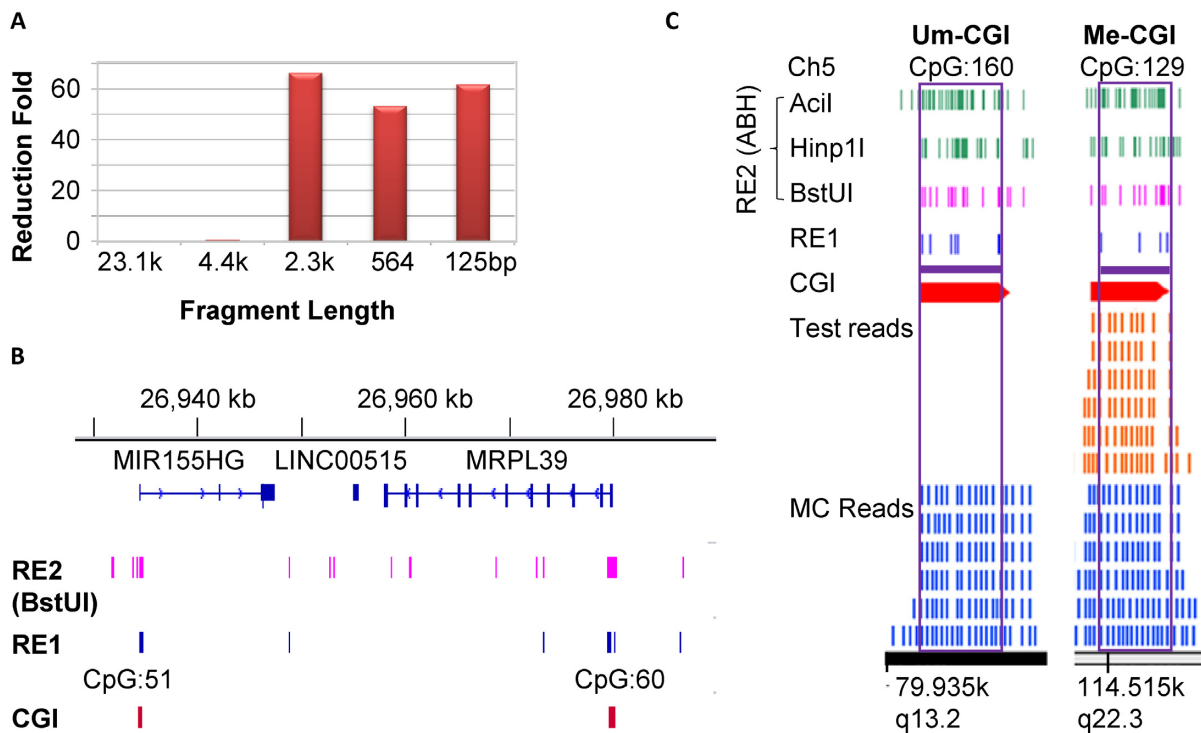 A
Reduction Fold
60
40
20
0
23.1k 4.4k 2.3k 564 125bp
Fragment Length
B
26,940 kb 26,960 kb 26,980 kb
MIR155HG LINC00515 MRPL39
RE2
(BstUI)
RE1
CpG:51 CpG:60
CGI
C
Um-CGI Me-CGI
Ch5 CpG:160 CpG:129
RE2 (ABH)
AciI
Hinp1I
BstUI
RE1
CGI
Test reads
MC Reads
79.935k 114.515k
q13.2 q22.3